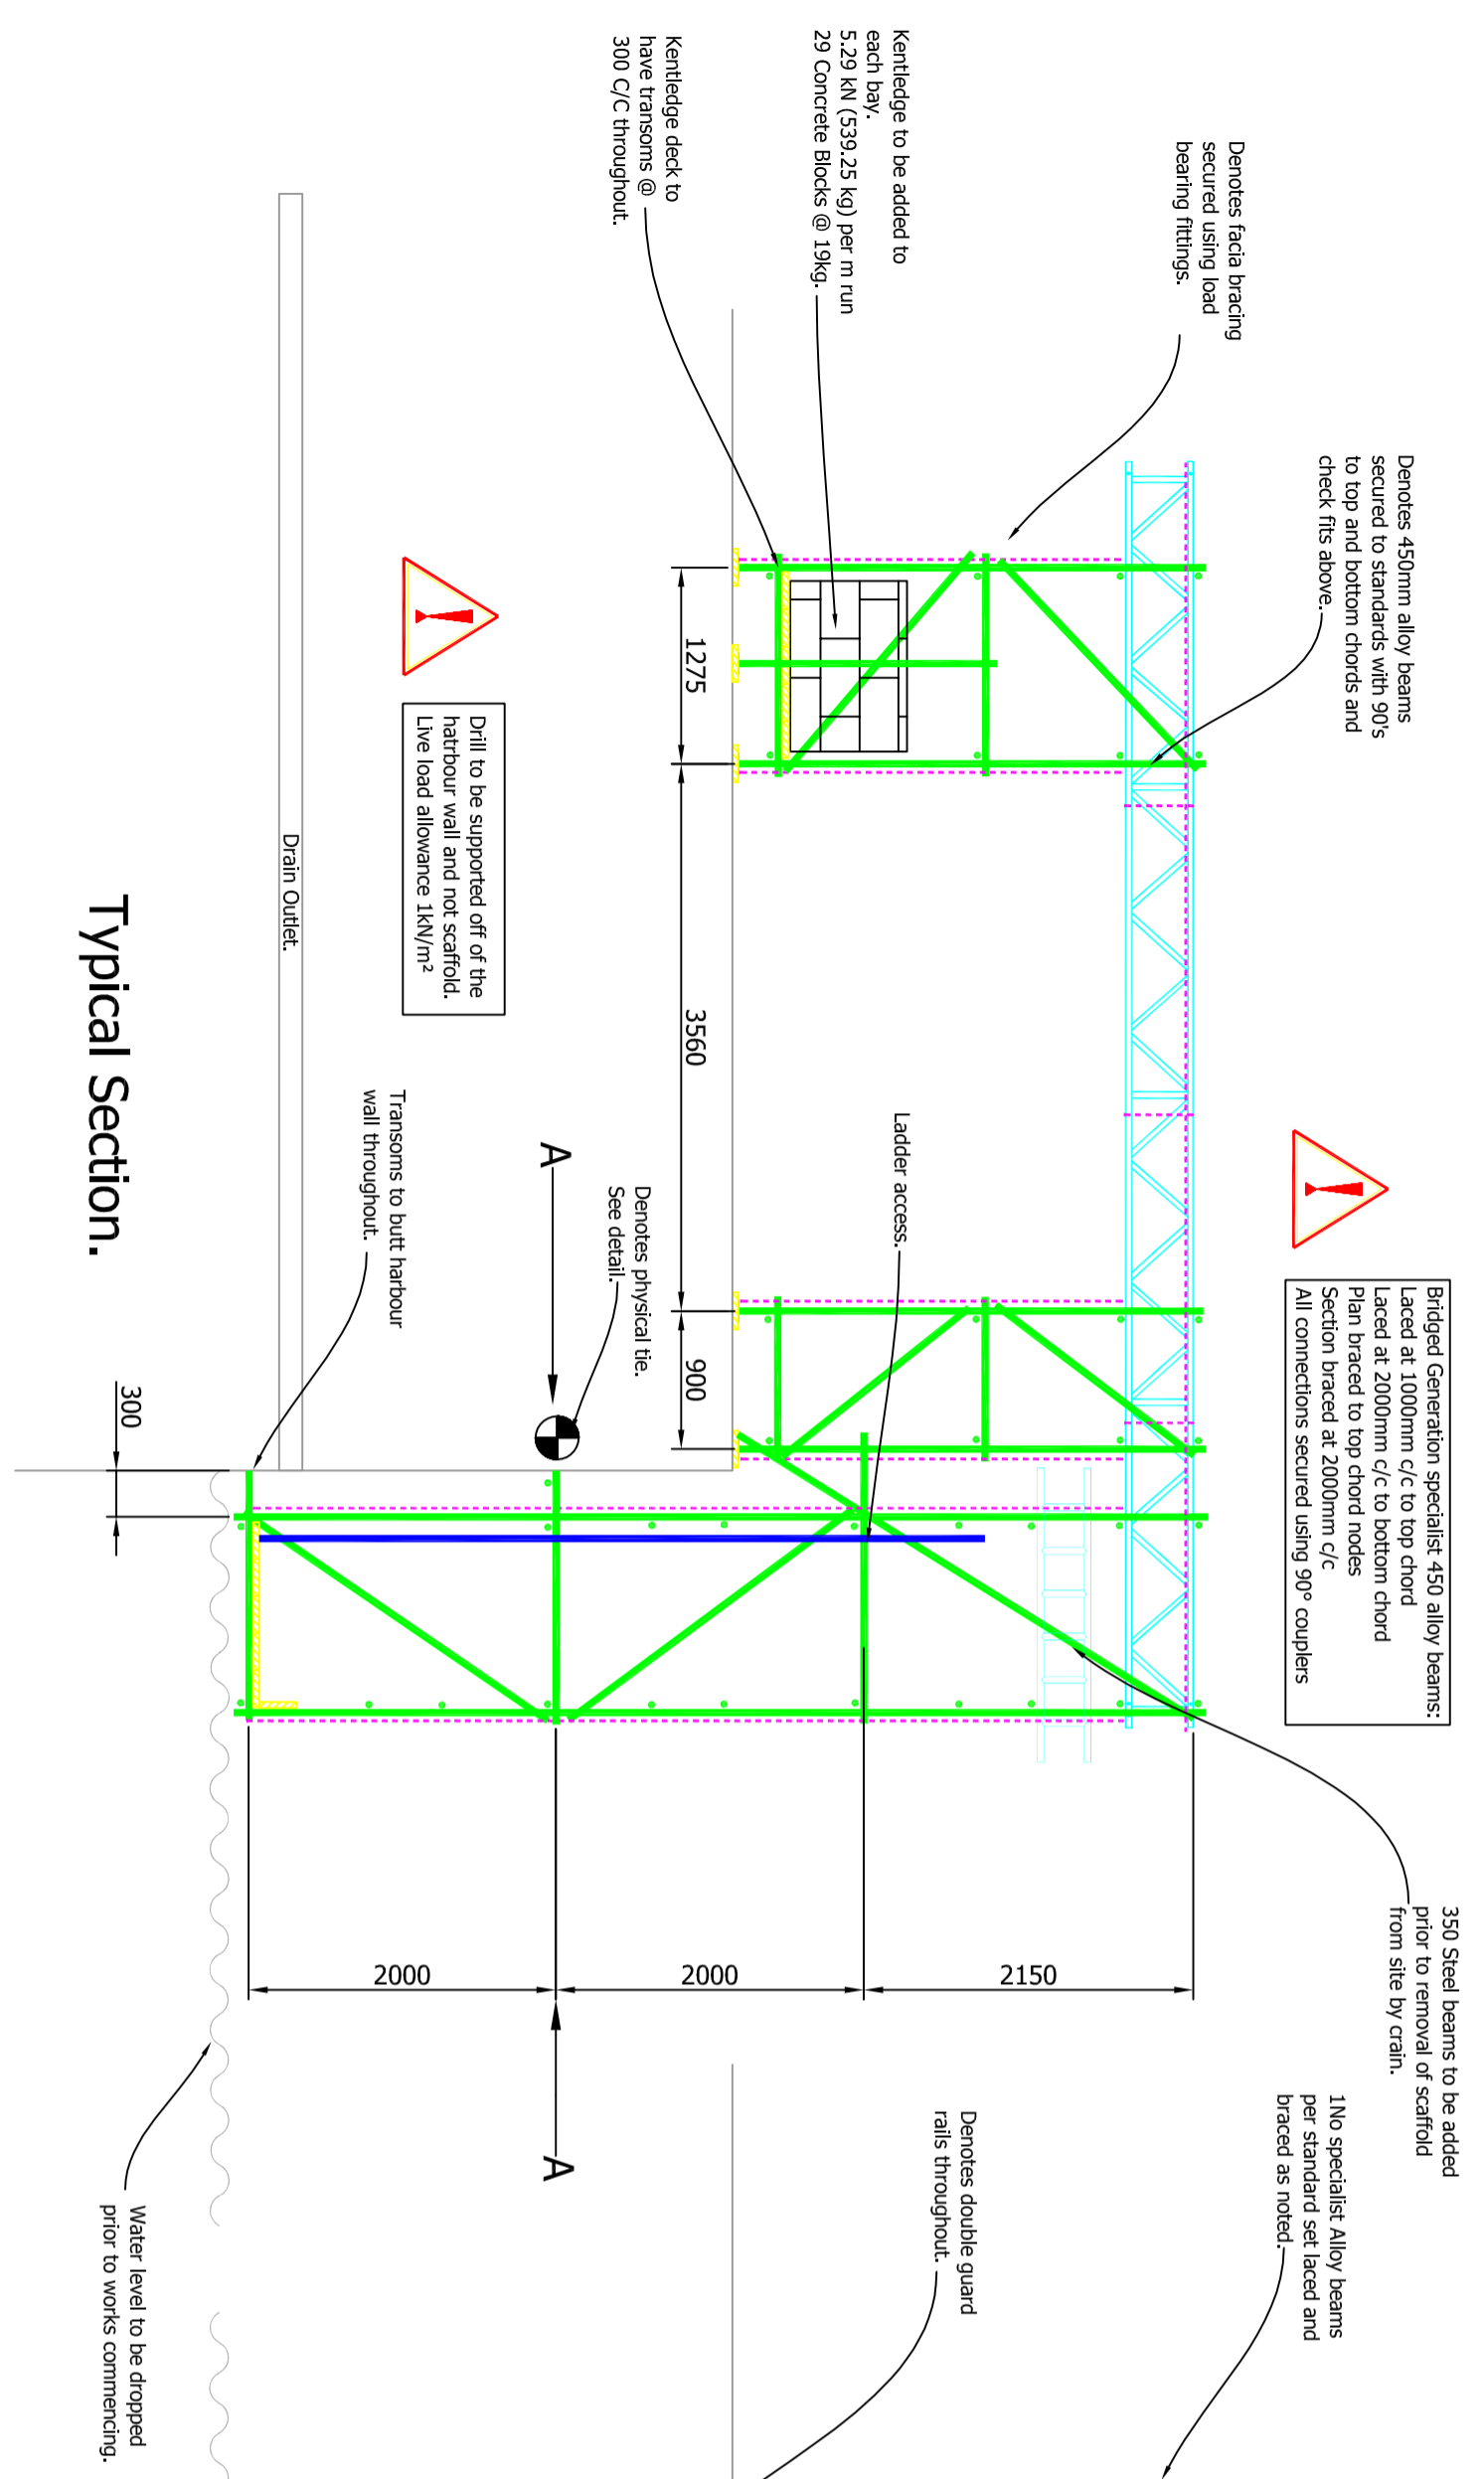 Denotes 450mm alloy beams
secured to standards with 90's
to top and bottom chords and
check fits above.
Denotes facia bracing
secured using load
bearing fittings.
Kentledge to be added to
each bay.
5.29 kN (539.25 kg) per m run
29 Concrete Blocks @ 19kg.
Kentledge deck to
have transoms @
300 C/C throughout.
Bridged Generation specialist 450 alloy beams:
Laced at 1000mm c/c to top chord
Laced at 2000mm c/c to bottom chord
Plan braced to top chord nodes
Section braced at 2000mm c/c
All connections secured using 90° couplers
350 Steel beams to be added
prior to removal of scaffold
from site by crain.
1No specialist Alloy beams
per standard set laced and
braced as noted.
Denotes double guard
rails throughout.
Ladder access.
1275
3560
900
2150
2000
2000
Denotes physical tie.
See detail.
A
A
Drill to be supported off of the
hatrbour wall and not scaffold.
Live load allowance 1kN/m²
Transoms to butt harbour
wall throughout.
Drain Outlet.
300
Water level to be dropped
prior to works commencing.
Typical Section.